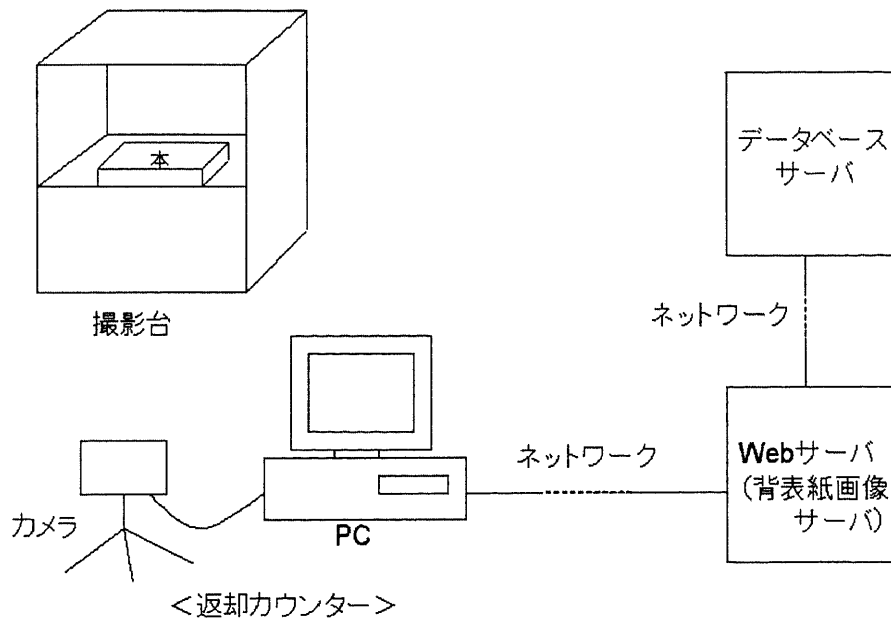 本
撮影台
データベース
サーバ
ネットワーク
ネットワーク
Webサーバ
(背表紙画像
サーバ)
カメラ
PC
<返却カウンター>